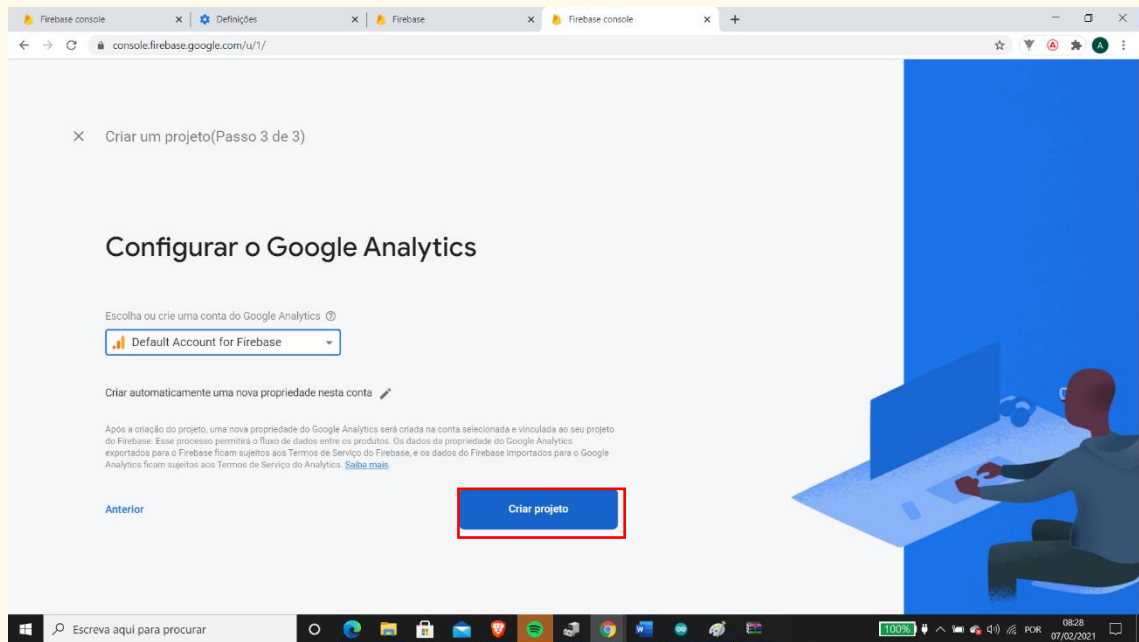 Firebase console
Definições
Firebase
Firebase console
console.firebase.google.com/u/1/
A
A
Criar um projeto(Passo 3 de 3)
Configurar o Google Analytics
Escolha ou crie uma conta do Google Analytics
Default Account for Firebase
Criar automaticamente uma nova propriedade nesta conta
Após a criação do projeto, uma nova propriedade do Google Analytics será criada na conta selecionada e vinculada ao seu projeto
do Firebase. Esse processo permitirá o fluxo de dados entre os produtos. Os dados da propriedade do Google Analytics
exportados para o Firebase ficam sujeitos aos Termos de Serviço do Firebase, e os dados do Firebase importados para o Google
Analytics ficam sujeitos aos Termos de Serviço do Analytics. Saiba mais.
Anterior
Criar projeto
Escreva aqui para procurar
100%
POR
08:28
07/02/2021